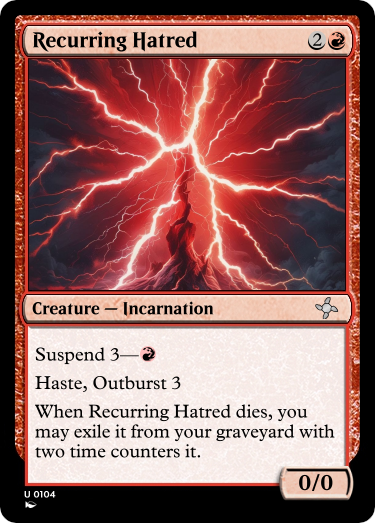 Recurring Hatred 2
Creature — Incarnation
Suspend 3—
Haste, Outburst 3
When Recurring Hatred dies, you
may exile it from your graveyard with
two time counters it.
0/0
U 0104